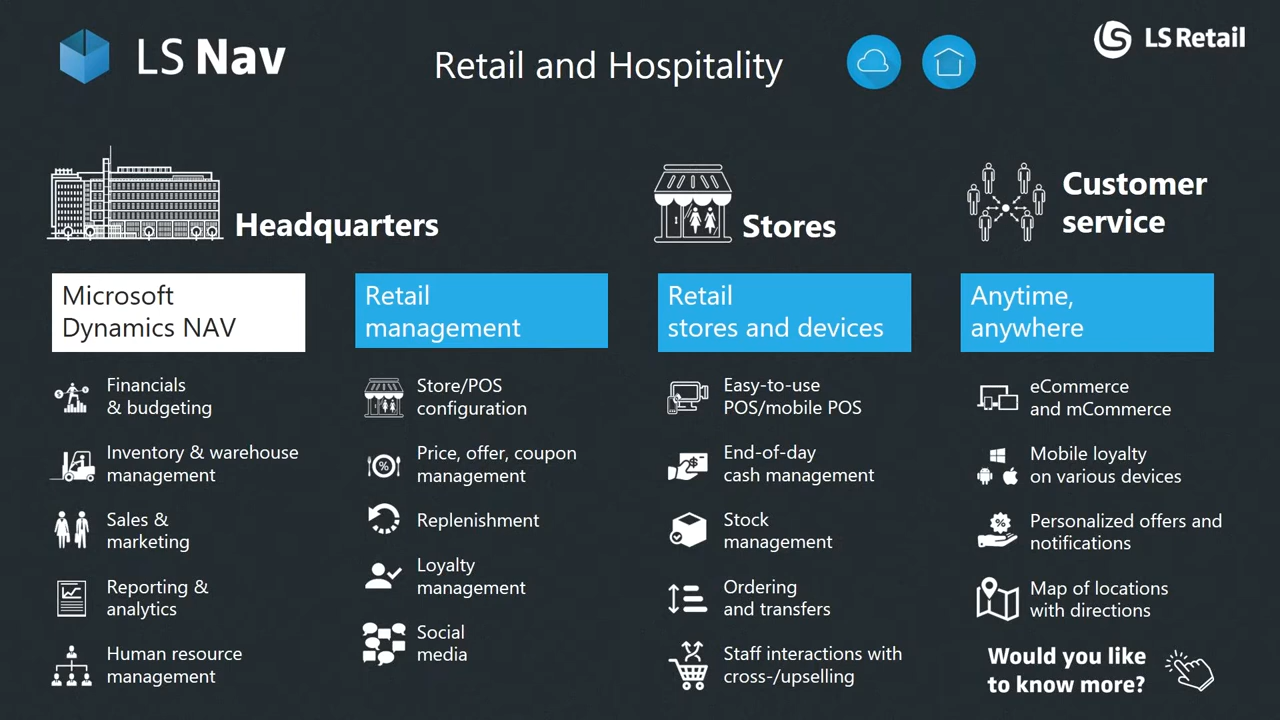 LS Nav
Retail and Hospitality
LS Retail
Headquarters
Stores
Customer
service
Microsoft
Dynamics NAV
Financials
& budgeting
Inventory & warehouse
management
Sales &
marketing
Reporting &
analytics
Human resource
management
Retail
management
Store/POS
configuration
Price, offer, coupon
management
Replenishment
Loyalty
management
Social
media
Retail
stores and devices
Easy-to-use
POS/mobile POS
End-of-day
cash management
Stock
management
Ordering
and transfers
Staff interactions with
cross-/upselling
Anytime,
anywhere
eCommerce
and mCommerce
Mobile loyalty
on various devices
Personalized offers and
notifications
Map of locations
with directions
Would you like
to know more?